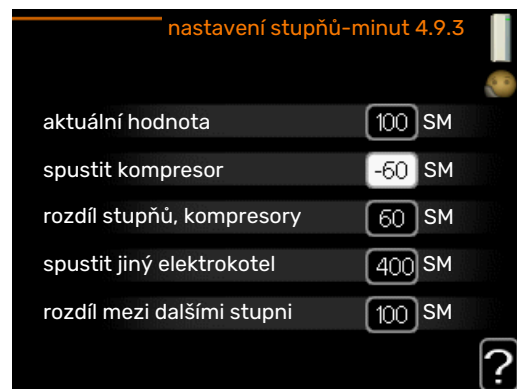 nastavení stupňů-minut 4.9.3
aktuální hodnota 100 SM
spustit kompresor -60 SM
rozdíl stupňů, kompresory 60 SM
spustit jiný elektrokotel 400 SM
rozdíl mezi dalšími stupni 100 SM
?